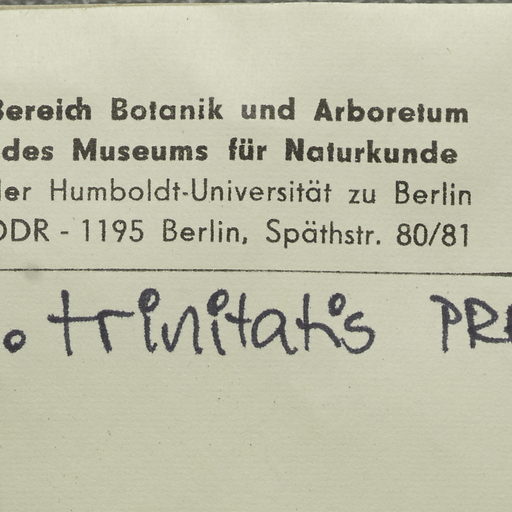 Bereich Botanik und Arboretum
des Museums für Naturkunde
der Humboldt-Universität zu Berlin
DDR - 1195 Berlin, Späthstr. 80/81
trinitatis